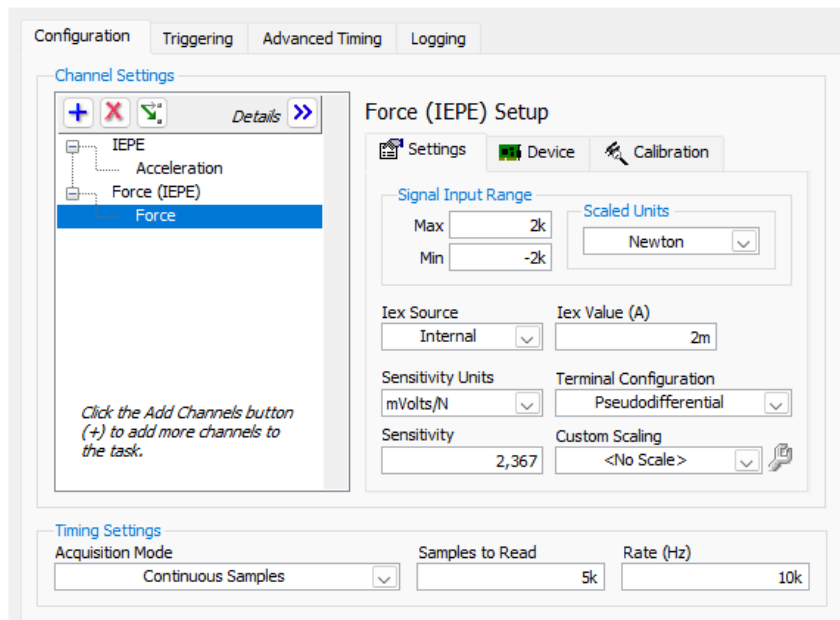 Configuration Triggering Advanced Timing Logging
Channel Settings
Details
IEPE
Acceleration
Force (IEPE)
Force
Click the Add Channels button
(+) to add more channels to
the task.
Force (IEPE) Setup
Settings Device Calibration
Signal Input Range
Max 2k
Min -2k
Scaled Units
Newton
Iex Source Iex Value (A)
Internal 2m
Sensitivity Units Terminal Configuration
mVolts/N Pseudodifferential
Sensitivity Custom Scaling
2,367 <No Scale>
Timing Settings
Acquisition Mode Samples to Read Rate (Hz)
Continuous Samples 5k 10k